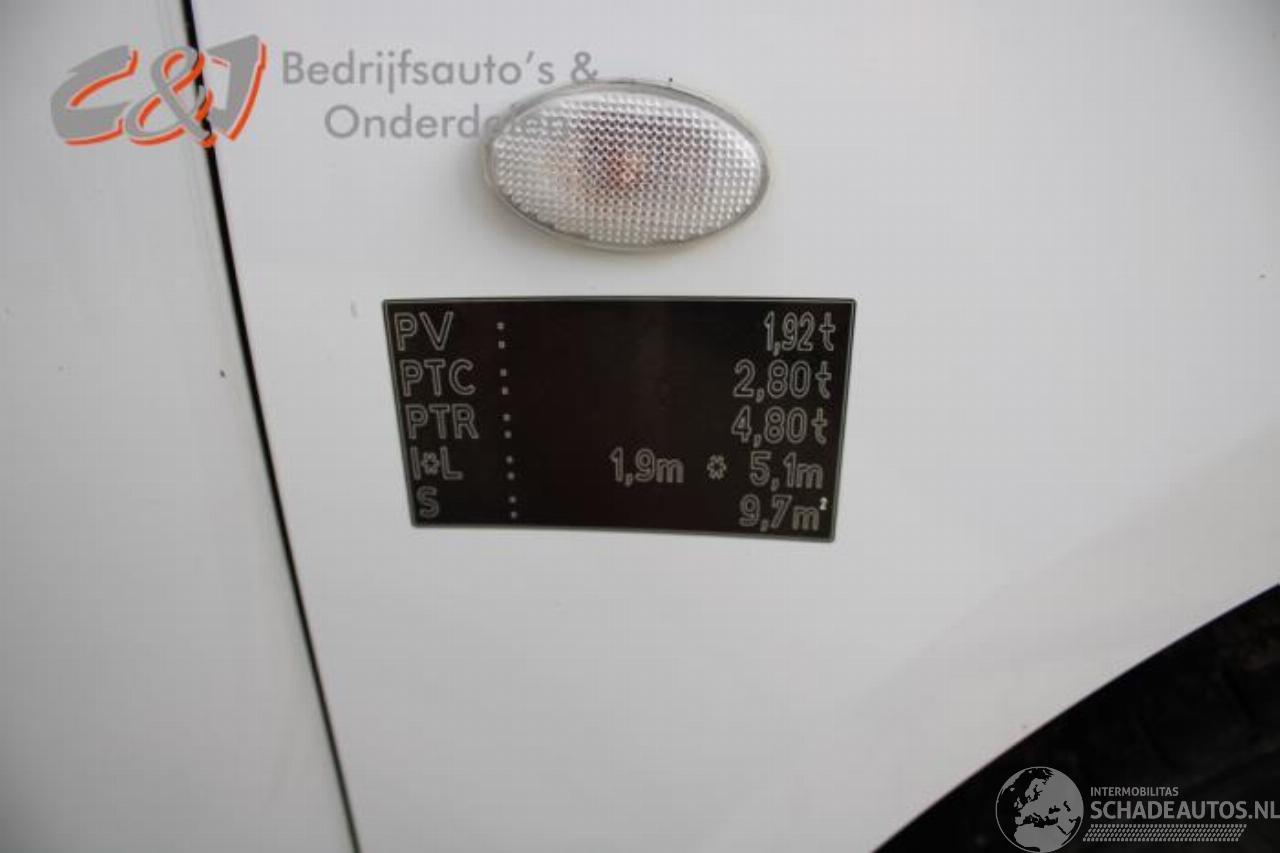 C&J Bedrijfsauto's &
Onderdelen
PV : 1,92t
PTC : 2,80t
PTR : 4,80t
l*L : 1,9m * 5,1m
S : 9,7m²
INTERMOBILITAS
SCHADEAUTOS.NL